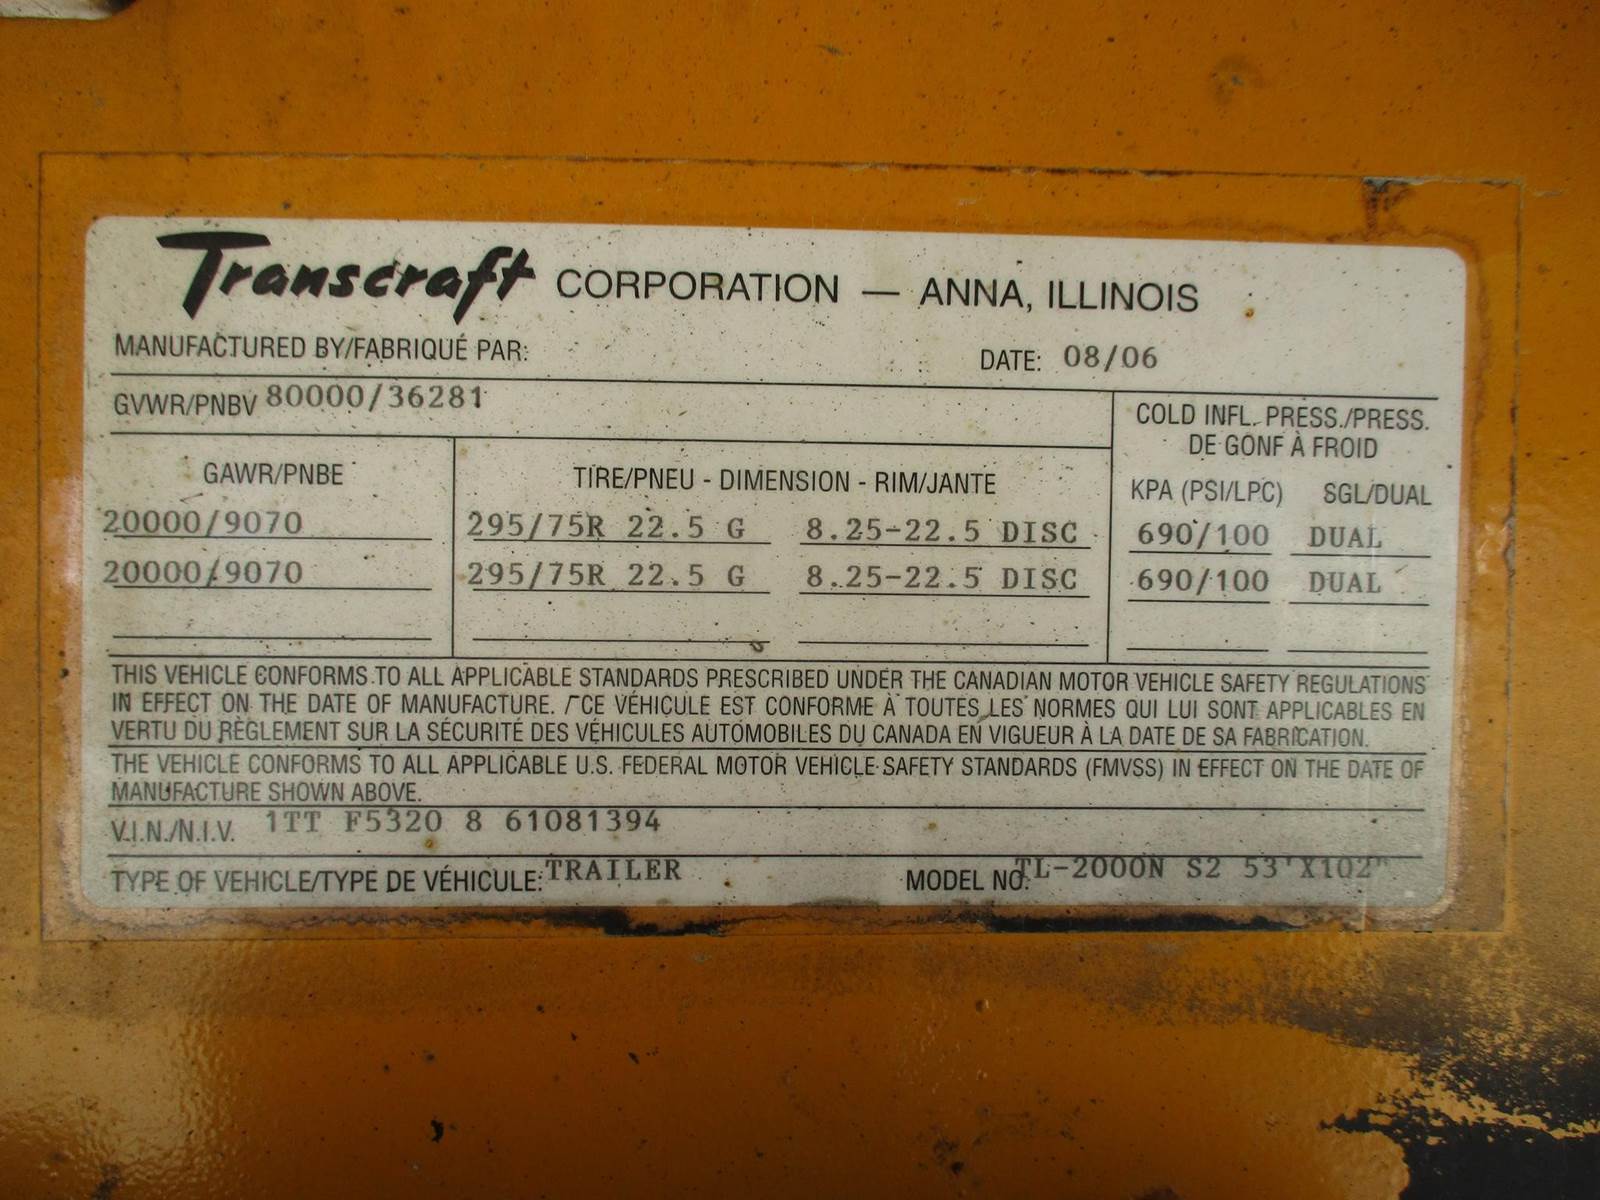 Transcraft CORPORATION — ANNA, ILLINOIS
MANUFACTURED BY/FABRIQUÉ PAR:
DATE: 08/06
GVWR/PNBV 80000/36281
COLD INFL. PRESS./PRESS.
DE GONF À FROID
GAWR/PNBE TIRE/PNEU - DIMENSION - RIM/JANTE KPA (PSI/LPC) SGL/DUAL
20000/9070 295/75R 22.5 G 8.25-22.5 DISC 690/100 DUAL
20000/9070 295/75R 22.5 G 8.25-22.5 DISC 690/100 DUAL
THIS VEHICLE CONFORMS TO ALL APPLICABLE STANDARDS PRESCRIBED UNDER THE CANADIAN MOTOR VEHICLE SAFETY REGULATIONS
IN EFFECT ON THE DATE OF MANUFACTURE. / CE VÉHICULE EST CONFORME À TOUTES LES NORMES QUI LUI SONT APPLICABLES EN
VERTU DU RÈGLEMENT SUR LA SÉCURITÉ DES VÉHICULES AUTOMOBILES DU CANADA EN VIGUEUR À LA DATE DE SA FABRICATION.
THE VEHICLE CONFORMS TO ALL APPLICABLE U.S. FEDERAL MOTOR VEHICLE SAFETY STANDARDS (FMVSS) IN EFFECT ON THE DATE OF
MANUFACTURE SHOWN ABOVE.
V.I.N./N.I.V. 1TT F5320 8 61081394
TYPE OF VEHICLE/TYPE DE VÉHICULE: TRAILER MODEL NO. TL-2000N S2 53'X102"